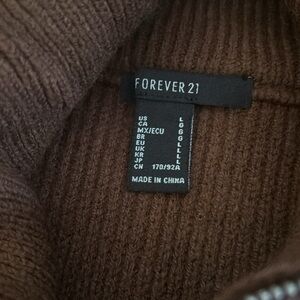 FOREVER 21
US L
CA G
MX/ECU G
BR G
EU L
UK L
KR L
JP L
CN 170/92A
MADE IN CHINA